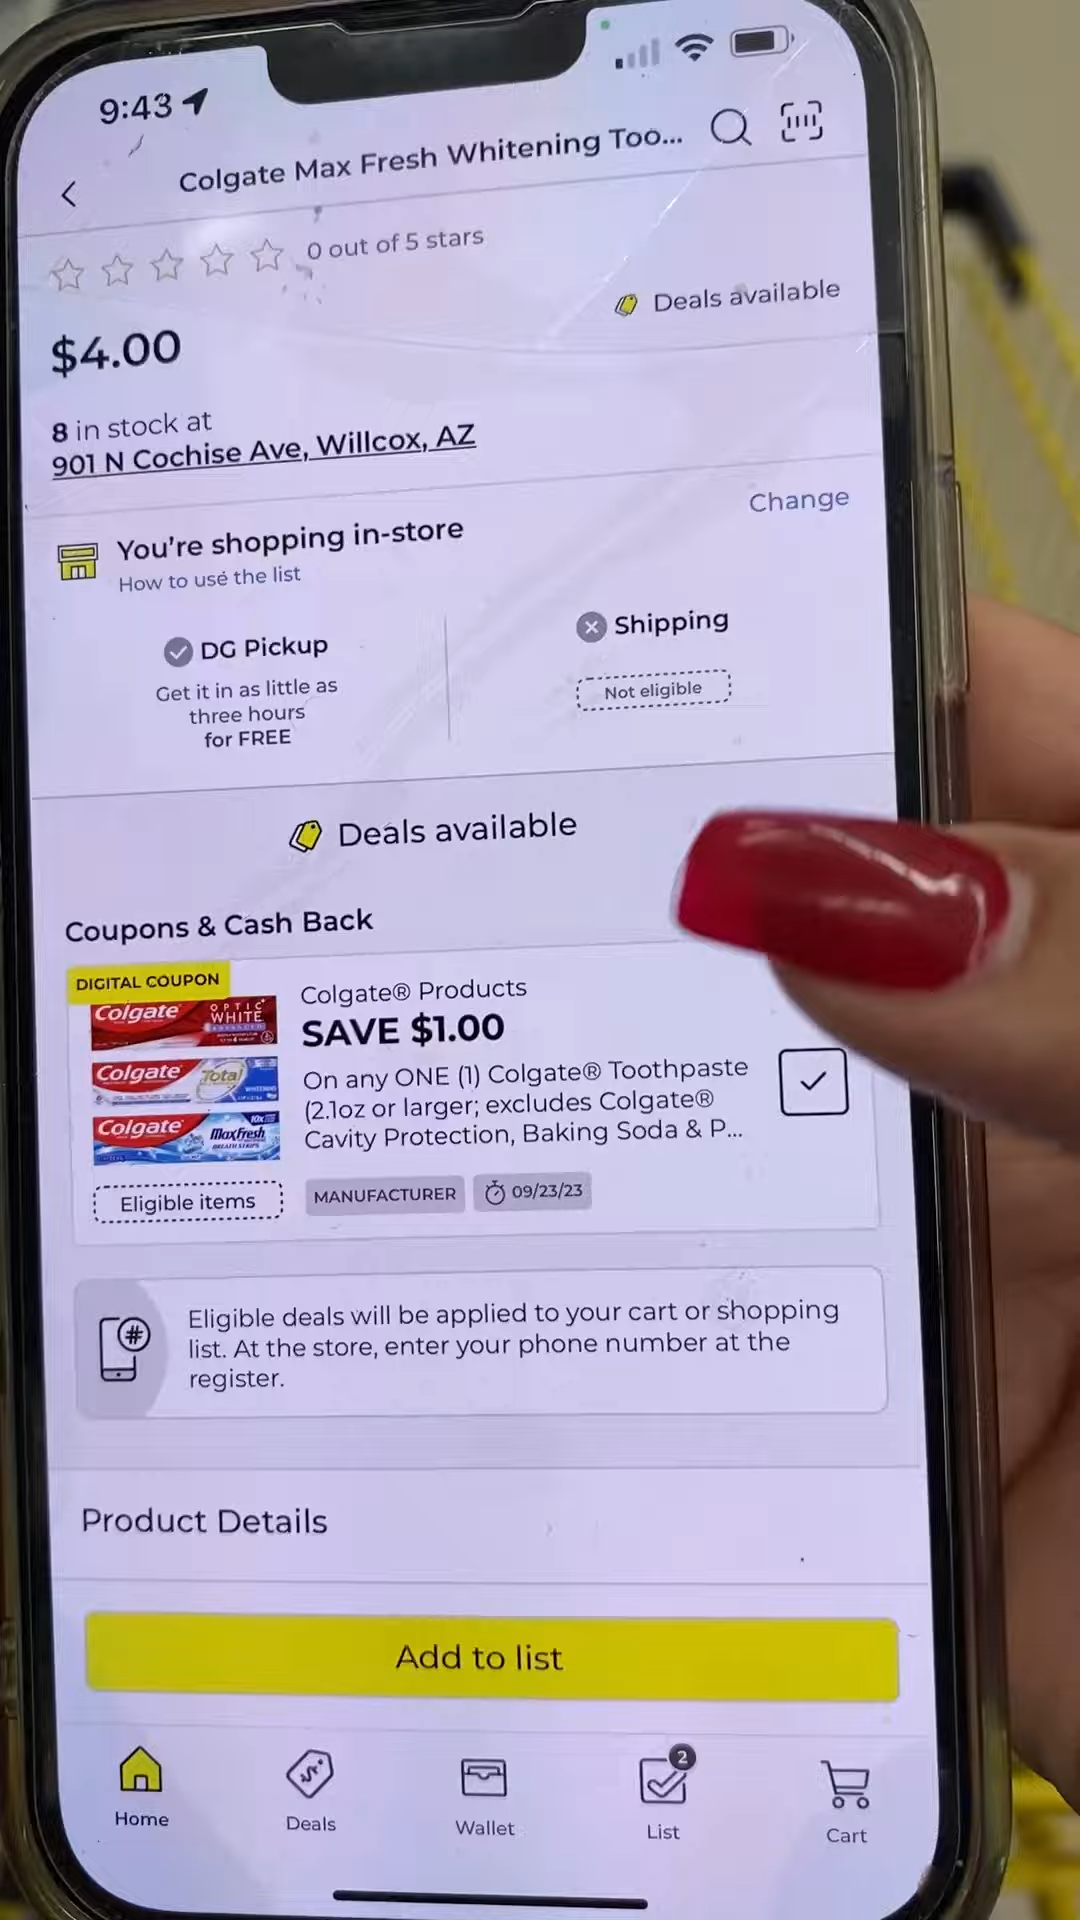 9:43
Colgate Max Fresh Whitening Too...
0 out of 5 stars
Deals available
$4.00
8 in stock at
901 N Cochise Ave, Willcox, AZ
Change
You're shopping in-store
How to use the list
DG Pickup
Get it in as little as
three hours
for FREE
Shipping
Not eligible
Deals available
Coupons & Cash Back
DIGITAL COUPON
Colgate® Products
SAVE $1.00
On any ONE (1) Colgate® Toothpaste
(2.1oz or larger; excludes Colgate®
Cavity Protection, Baking Soda & P...
Colgate
OPTIC
WHITE
ADVANCED
Colgate
Total
WHITENING
Colgate
10x
MaxFresh
BREATH STRIPS
Eligible items
MANUFACTURER
09/23/23
#
Eligible deals will be applied to your cart or shopping
list. At the store, enter your phone number at the
register.
Product Details
Add to list
Home
Deals
Wallet
2
List
Cart